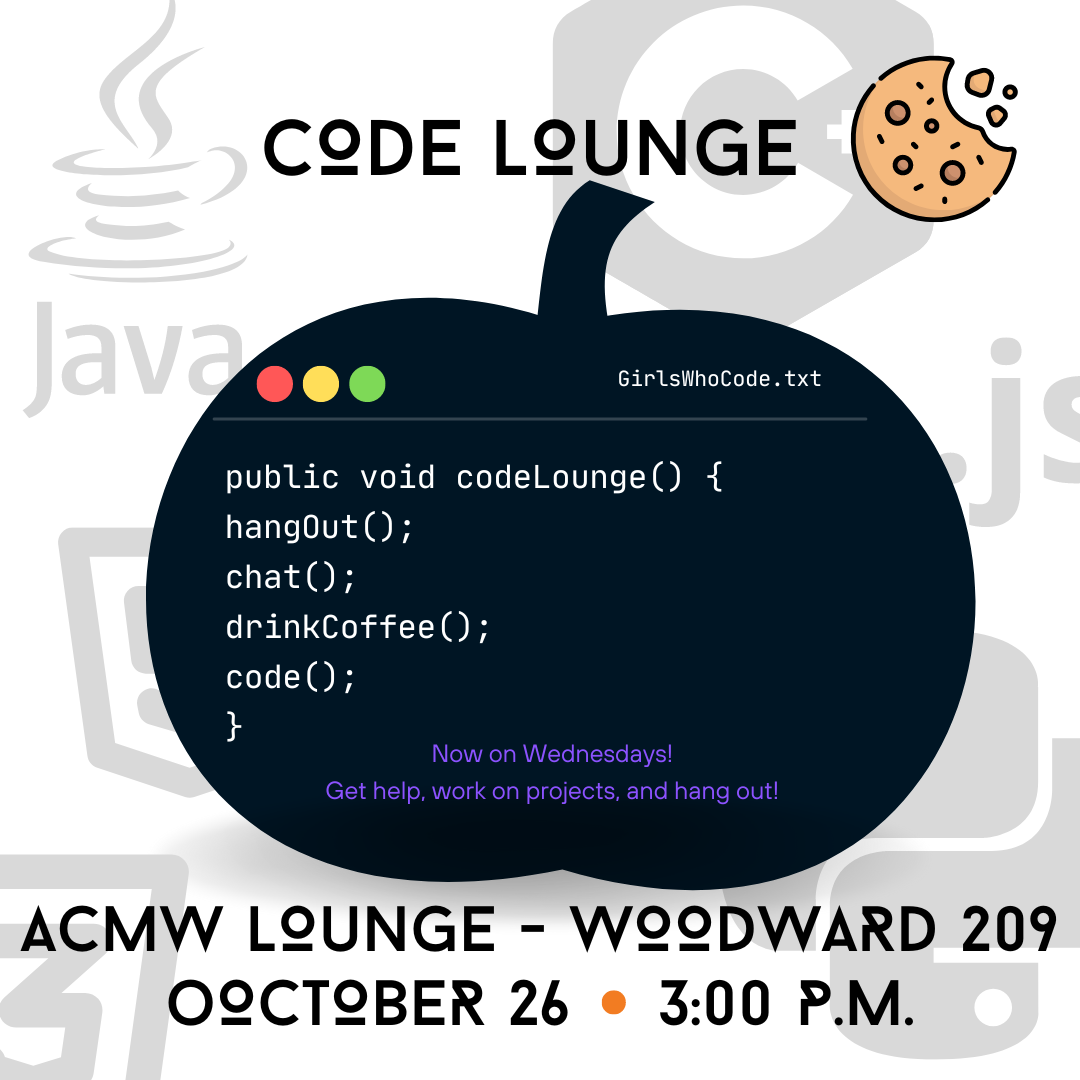 CODE LOUNGE
Java
GirlsWhoCode.txt
.js
public void codeLounge() {
hangOut();
chat();
drinkCoffee();
code();
}
Now on Wednesdays!
Get help, work on projects, and hang out!
ACMW LOUNGE - WOODWARD 209
OOCTOBER 26 • 3:00 P.M.